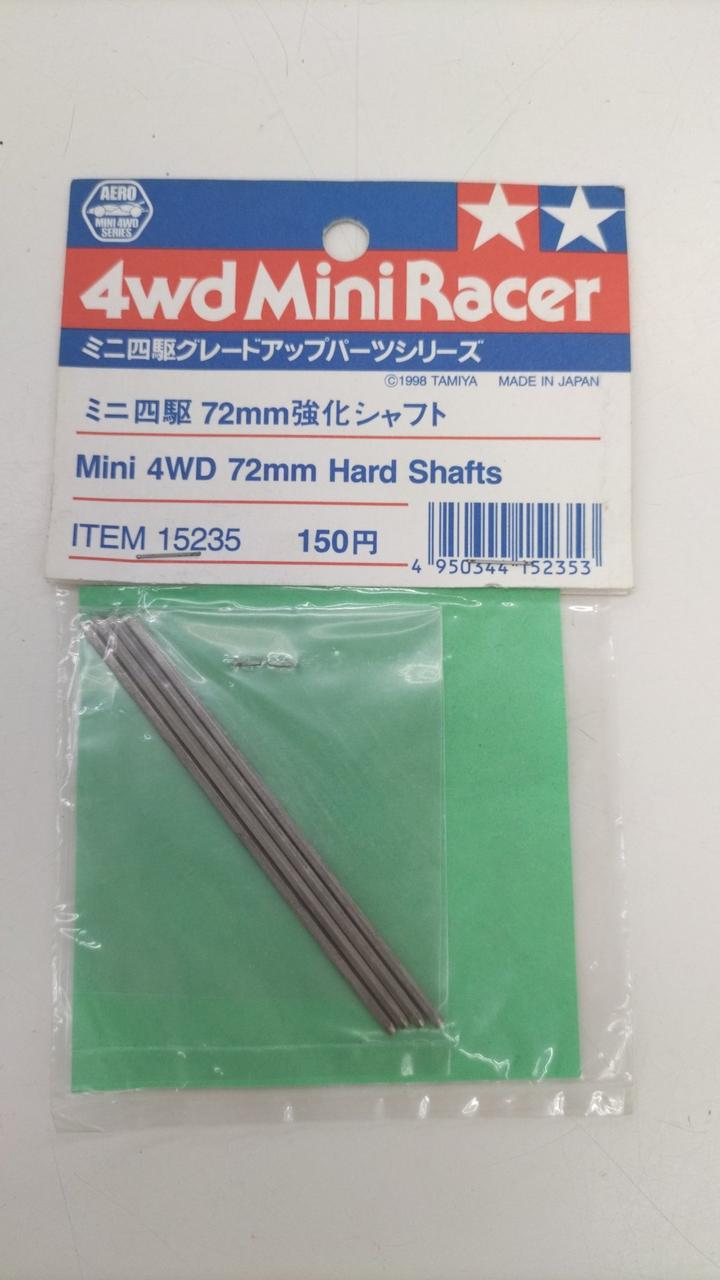 AERO
MINI 4WD
SERIES
4wd Mini Racer
ミニ四駆グレードアップパーツシリーズ
©1998 TAMIYA MADE IN JAPAN
ミニ四駆 72mm強化シャフト
Mini 4WD 72mm Hard Shafts
ITEM 15235 150円
4 950344 152353